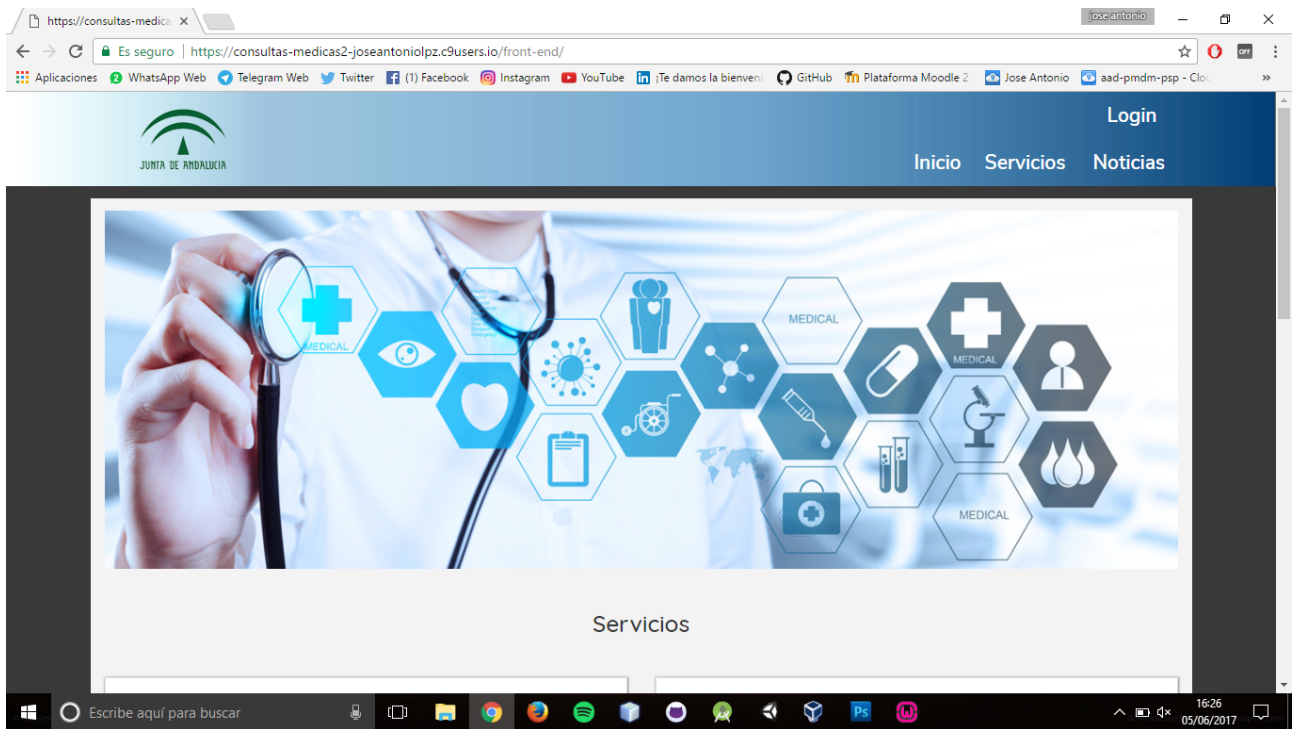 https://consultas-medica
jose antonio
Es seguro | https://consultas-medicas2-joseantoniolpz.c9users.io/front-end/
OFF
Aplicaciones WhatsApp Web Telegram Web Twitter (1) Facebook Instagram YouTube ¡Te damos la bienveni GitHub Plataforma Moodle 2 Jose Antonio aad-pmdm-psp - Clo »
Login
JUNTA DE ANDALUCIA
Inicio Servicios Noticias
MEDICAL
MEDICAL
MEDICAL
MEDICAL
Servicios
Escribe aquí para buscar
Ps
16:26
05/06/2017